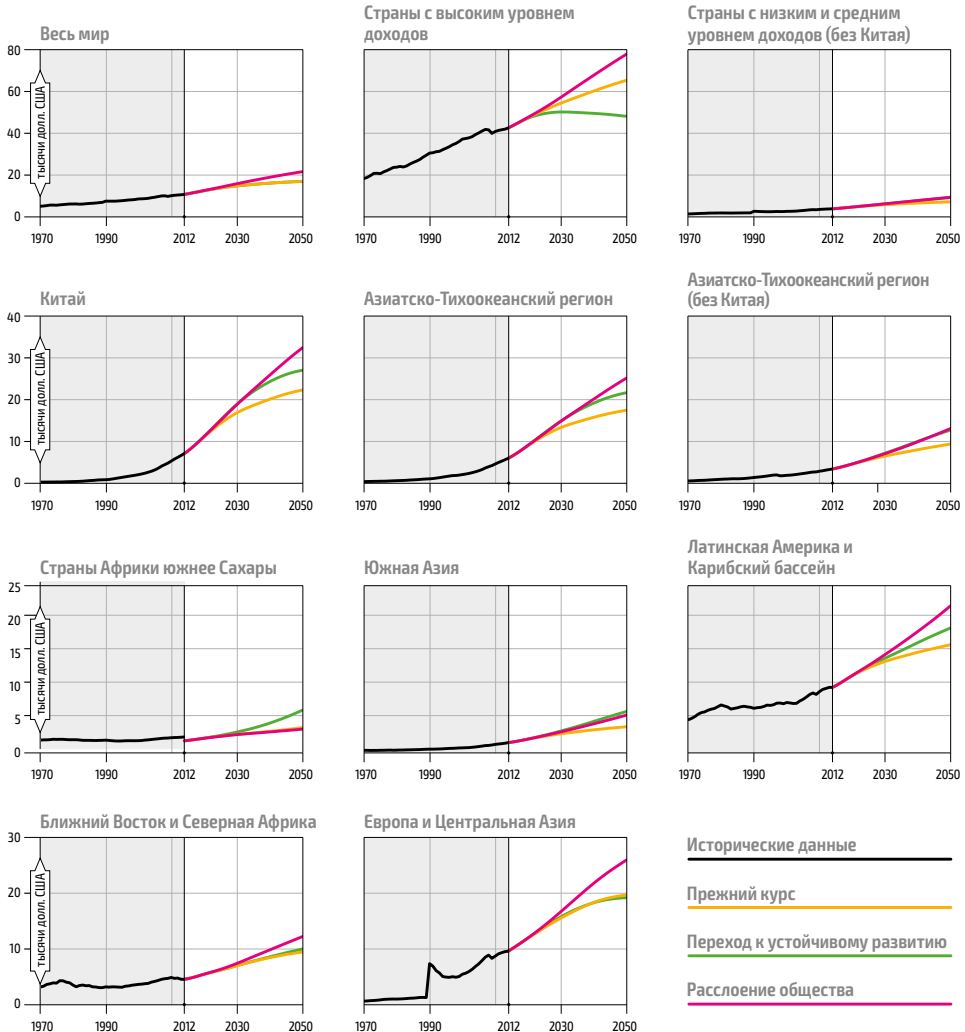 Весь мир
80
60
40
20
0
тысячи долл. США
1970 1990 2012 2030 2050
Страны с высоким уровнем
доходов
1970 1990 2012 2030 2050
Страны с низким и средним
уровнем доходов (без Китая)
1970 1990 2012 2030 2050
Китай
40
30
20
10
0
тысячи долл. США
1970 1990 2012 2030 2050
Азиатско-Тихоокеанский регион
1970 1990 2012 2030 2050
Азиатско-Тихоокеанский регион
(без Китая)
1970 1990 2012 2030 2050
Страны Африки южнее Сахары
25
20
15
10
5
0
тысячи долл. США
1970 1990 2012 2030 2050
Южная Азия
1970 1990 2012 2030 2050
Латинская Америка и
Карибский бассейн
1970 1990 2012 2030 2050
Ближний Восток и Северная Африка
30
20
10
0
тысячи долл. США
1970 1990 2012 2030 2050
Европа и Центральная Азия
1970 1990 2012 2030 2050
Исторические данные
Прежний курс
Переход к устойчивому развитию
Расслоение общества